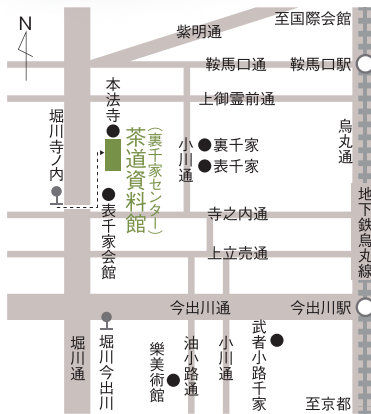 N
至国際会館
紫明通
鞍馬口通
鞍馬口駅
上御霊前通
本法寺
堀川寺ノ内
茶道資料館
(裏千家センター)
小川通
裏千家
表千家
烏丸通
地下鉄烏丸線
表千家会館
寺之内通
上立売通
今出川通
今出川駅
堀川通
堀川今出川
樂美術館
油小路通
小川通
武者小路千家
至京都